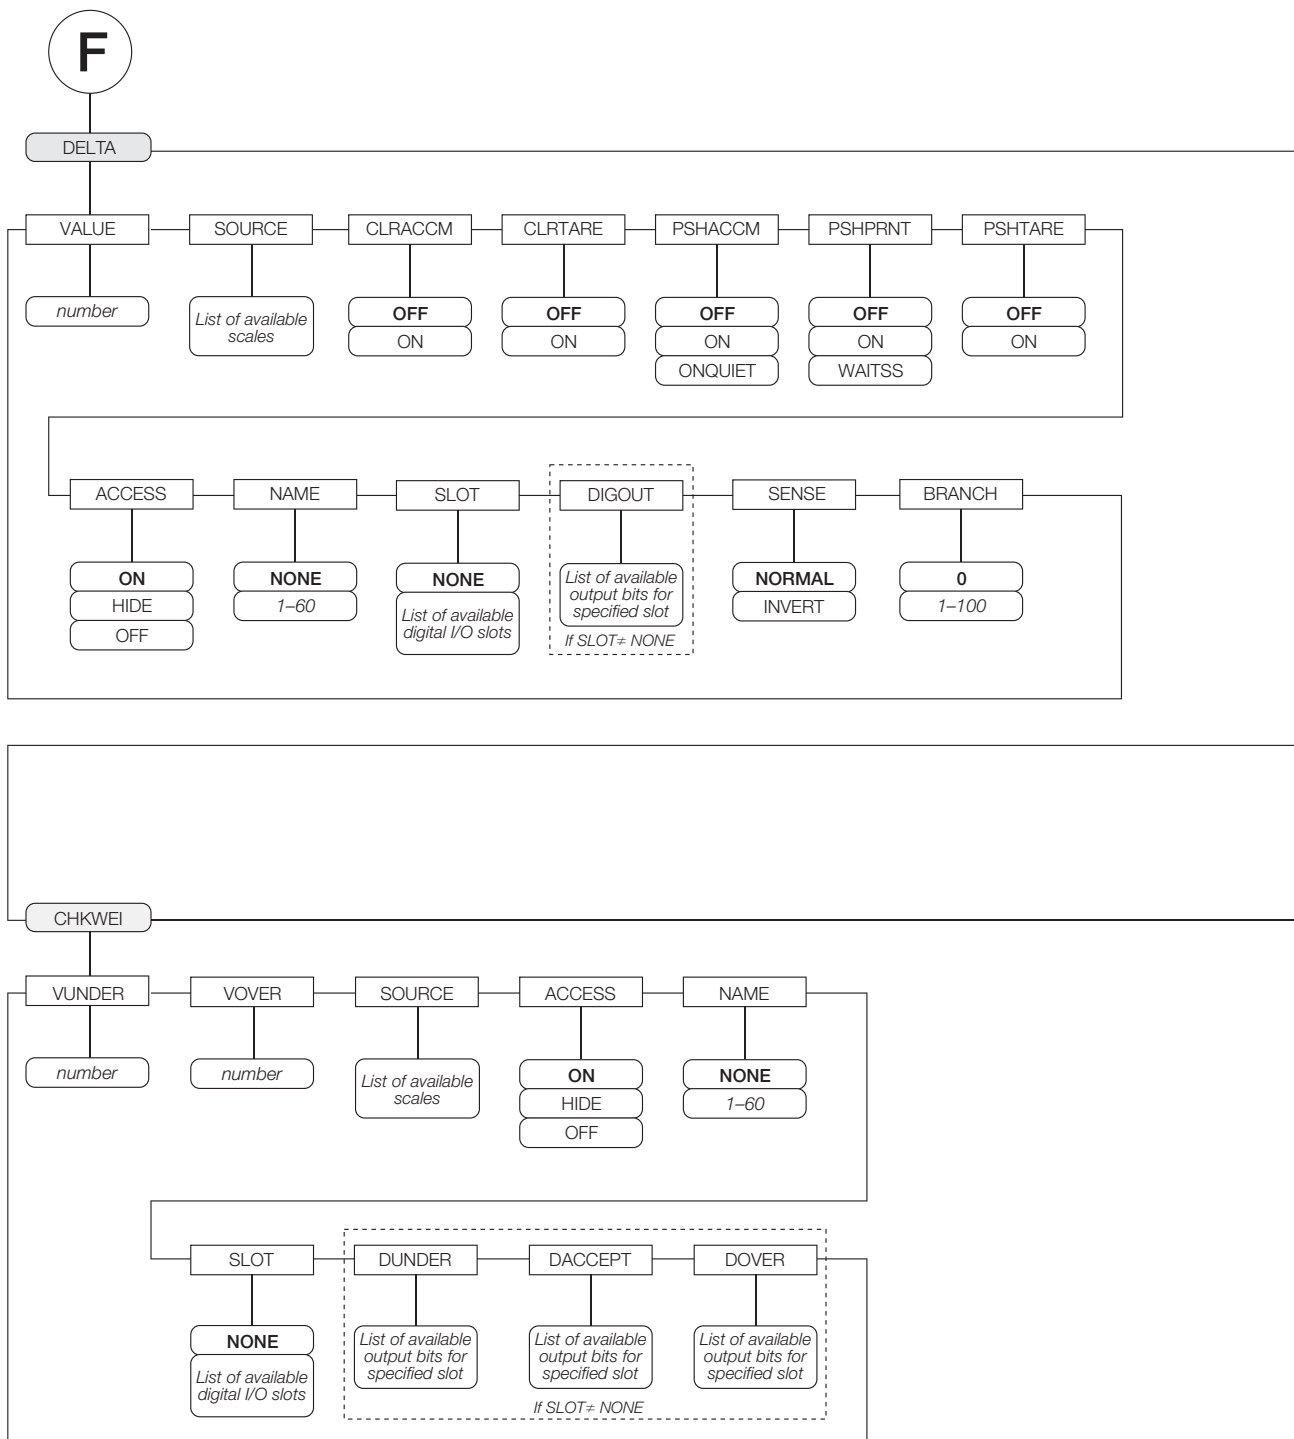 F
DELTA
VALUE SOURCE CLRACCM CLRTARE PSHACCM PSHPRNT PSHTARE
number
List of available
scales
OFF
ON
OFF
ON
OFF
ON
ONQUIET
OFF
ON
WAITSS
OFF
ON
ACCESS NAME SLOT DIGOUT SENSE BRANCH
ON
HIDE
OFF
NONE
1–60
NONE
List of available
digital I/O slots
List of available
output bits for
specified slot
If SLOT≠ NONE
NORMAL
INVERT
0
1–100
CHKWEI
VUNDER VOVER SOURCE ACCESS NAME
number
number
List of available
scales
ON
HIDE
OFF
NONE
1–60
SLOT DUNDER DACCEPT DOVER
NONE
List of available
digital I/O slots
List of available
output bits for
specified slot
List of available
output bits for
specified slot
List of available
output bits for
specified slot
If SLOT≠ NONE